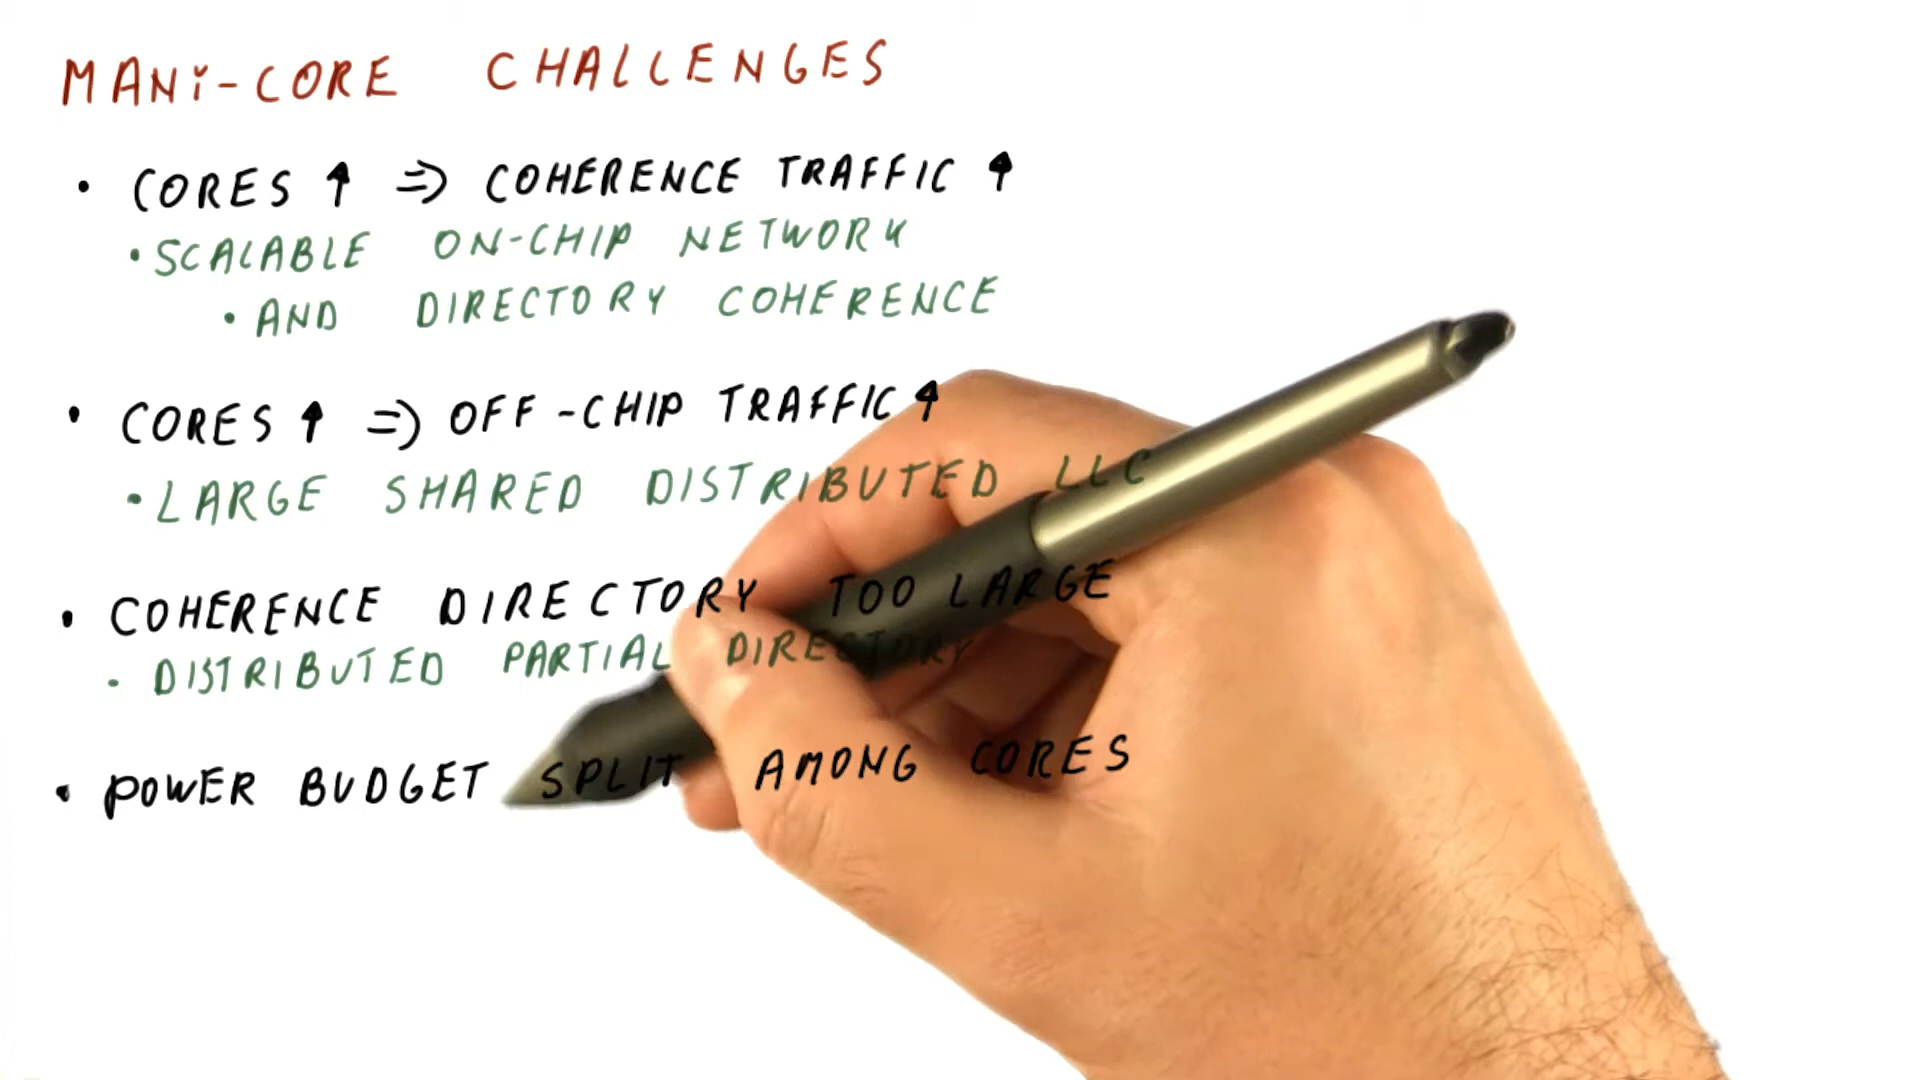 MANY-CORE CHALLENGES
• CORES ↑ => COHERENCE TRAFFIC ↑
• SCALABLE ON-CHIP NETWORK
• AND DIRECTORY COHERENCE
• CORES ↑ => OFF-CHIP TRAFFIC ↑
• LARGE SHARED DISTRIBUTED LLC
• COHERENCE DIRECTORY TOO LARGE
• DISTRIBUTED PARTIAL DIRECTORY
• POWER BUDGET SPLIT AMONG CORES